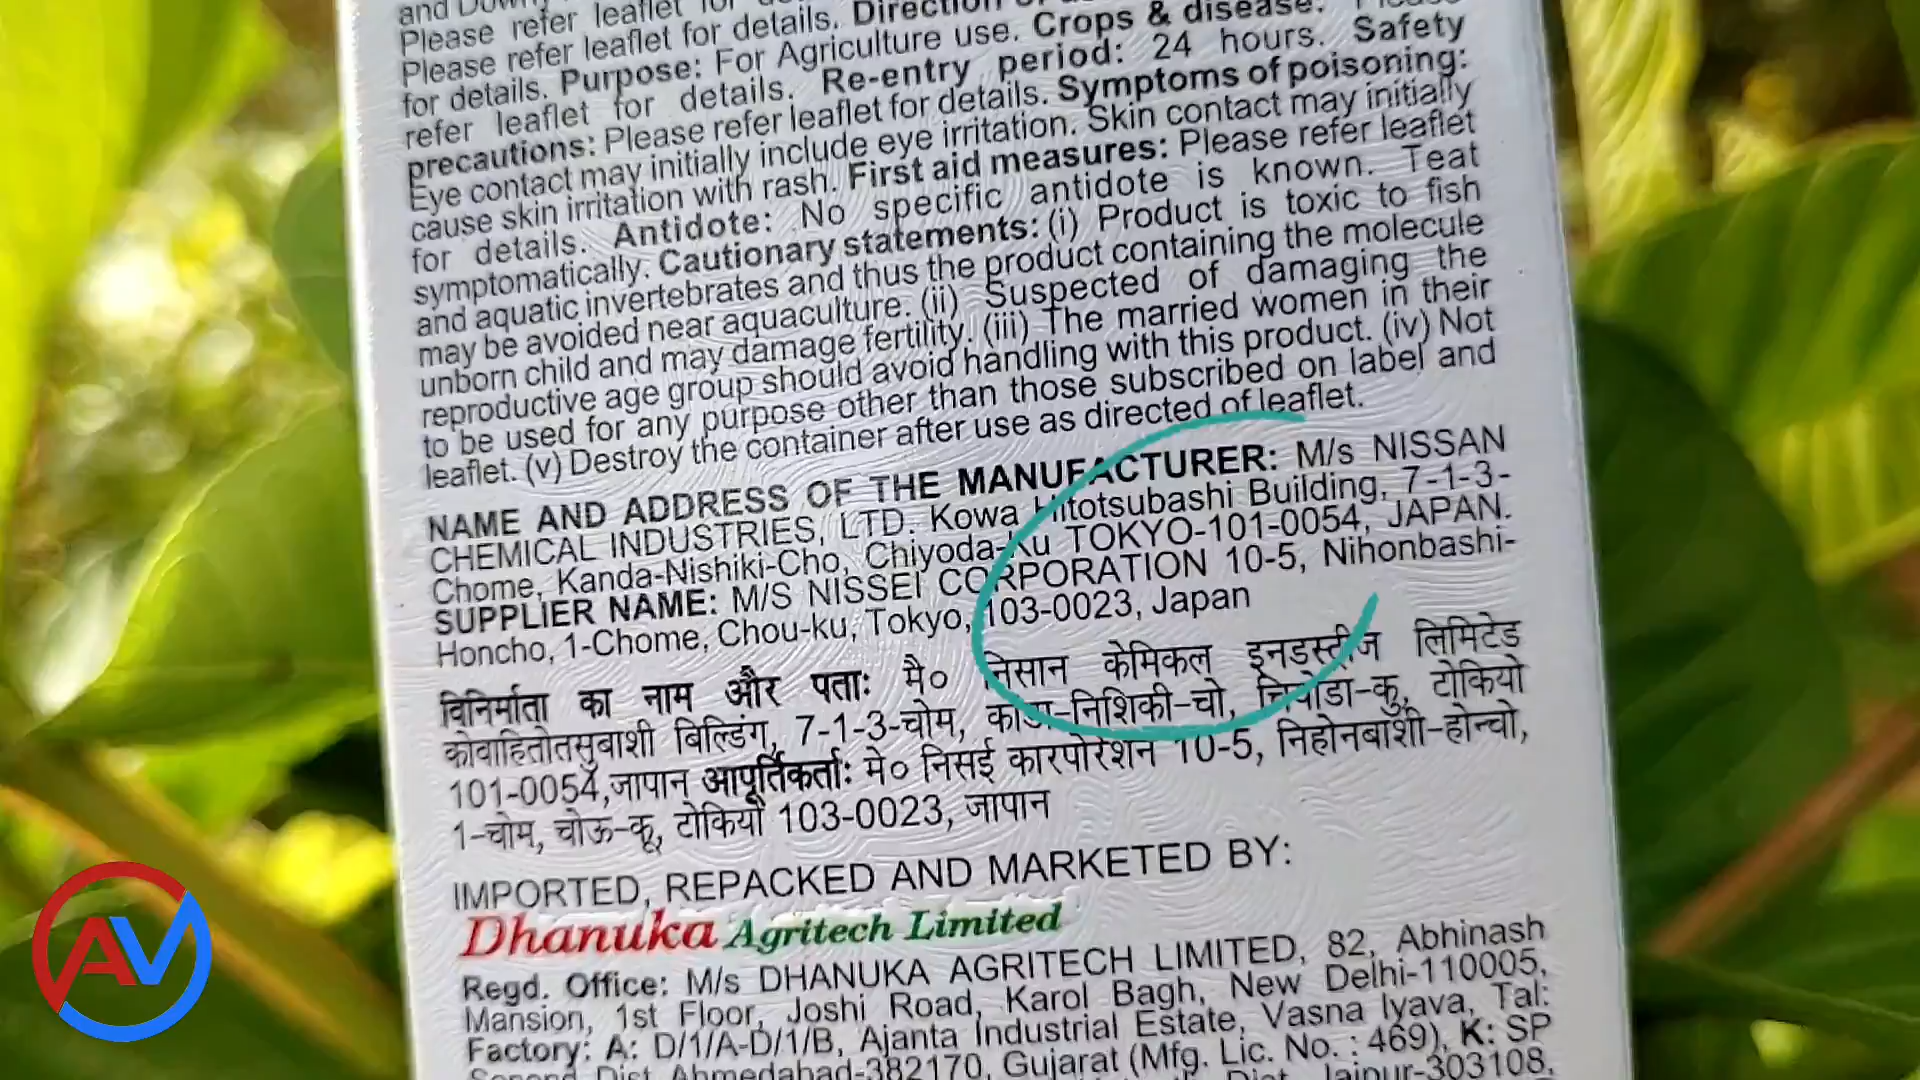 and Downy
Please refer leaflet for
Please refer leaflet for details. Direction
for details. Purpose: For Agriculture use. Crops & disease: Please
refer leaflet for details. Re-entry period: 24 hours. Safety
precautions: Please refer leaflet for details. Symptoms of poisoning:
Eye contact may initially include eye irritation. Skin contact may initially
cause skin irritation with rash. First aid measures: Please refer leaflet
for details. Antidote: No specific antidote is known. Teat
symptomatically. Cautionary statements: (i) Product is toxic to fish
and aquatic invertebrates and thus the product containing the molecule
may be avoided near aquaculture. (ii) Suspected of damaging the
unborn child and may damage fertility. (iii) The married women in their
reproductive age group should avoid handling with this product. (iv) Not
to be used for any purpose other than those subscribed on label and
leaflet. (v) Destroy the container after use as directed of leaflet.
NAME AND ADDRESS OF THE MANUFACTURER: M/s NISSAN
CHEMICAL INDUSTRIES, LTD. Kowa Hitotsubashi Building, 7-1-3-
Chome, Kanda-Nishiki-Cho, Chiyoda-Ku TOKYO-101-0054, JAPAN.
SUPPLIER NAME: M/S NISSEI CORPORATION 10-5, Nihonbashi-
Honcho, 1-Chome, Chou-ku, Tokyo, 103-0023, Japan
विनिर्माता का नाम और पता: मै० निसान केमिकल इनडस्ट्रीज लिमिटेड
कोवाहितोतसुबाशी बिल्डिंग, 7-1-3-चोम, कांडा-निशिकी-चो, चियोडा-कु, टोकियो
101-0054,जापान आपूर्तिकर्ता: मे० निसई कारपोरेशन 10-5, निहोनबाशी-होन्चो,
1-चोम, चोऊ-कू, टोकियो 103-0023, जापान
IMPORTED, REPACKED AND MARKETED BY:
Dhanuka Agritech Limited
Regd. Office: M/s DHANUKA AGRITECH LIMITED, 82, Abhinash
Mansion, 1st Floor, Joshi Road, Karol Bagh, New Delhi-110005,
Factory: A: D/1/A-D/1/B, Ajanta Industrial Estate, Vasna Iyava, Tal:
Dist. Ahmedabad-382170, Gujarat (Mfg. Lic. No. : 469), K: SP
Dist. Jaipur-303108,
AV